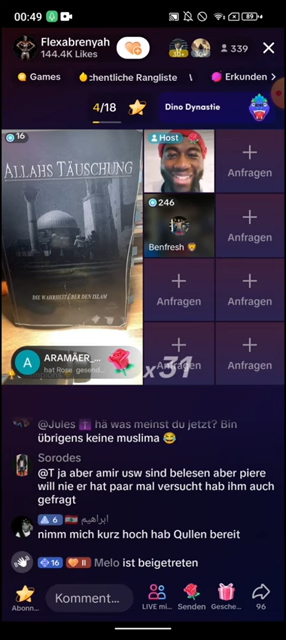 00:49
Flexabrenyah
144.4K Likes
339
Games
chentliche Rangliste
Erkunden
4/18
Dino Dynastie
16
ALLAHS TÄUSCHUNG
DIE WAHRHEIT ÜBER DEN ISLAM
Host
Anfragen
246
Benfresh
Anfragen
Anfragen
Anfragen
Anfragen
Anfragen
ARAMÄER_...
hat Rose gesend...
x31
@Jules hä was meinst du jetzt? Bin
übrigens keine muslima 😂
Sorodes
@T ja aber amir usw sind belesen aber piere
will nie er hat paar mal versucht hab ihm auch
gefragt
6 ابراهيم
nimm mich kurz hoch hab Qullen bereit
16 II Melo ist beigetreten
Abonn...
Kommen...
LIVE mi...
Senden
Gesche...
96